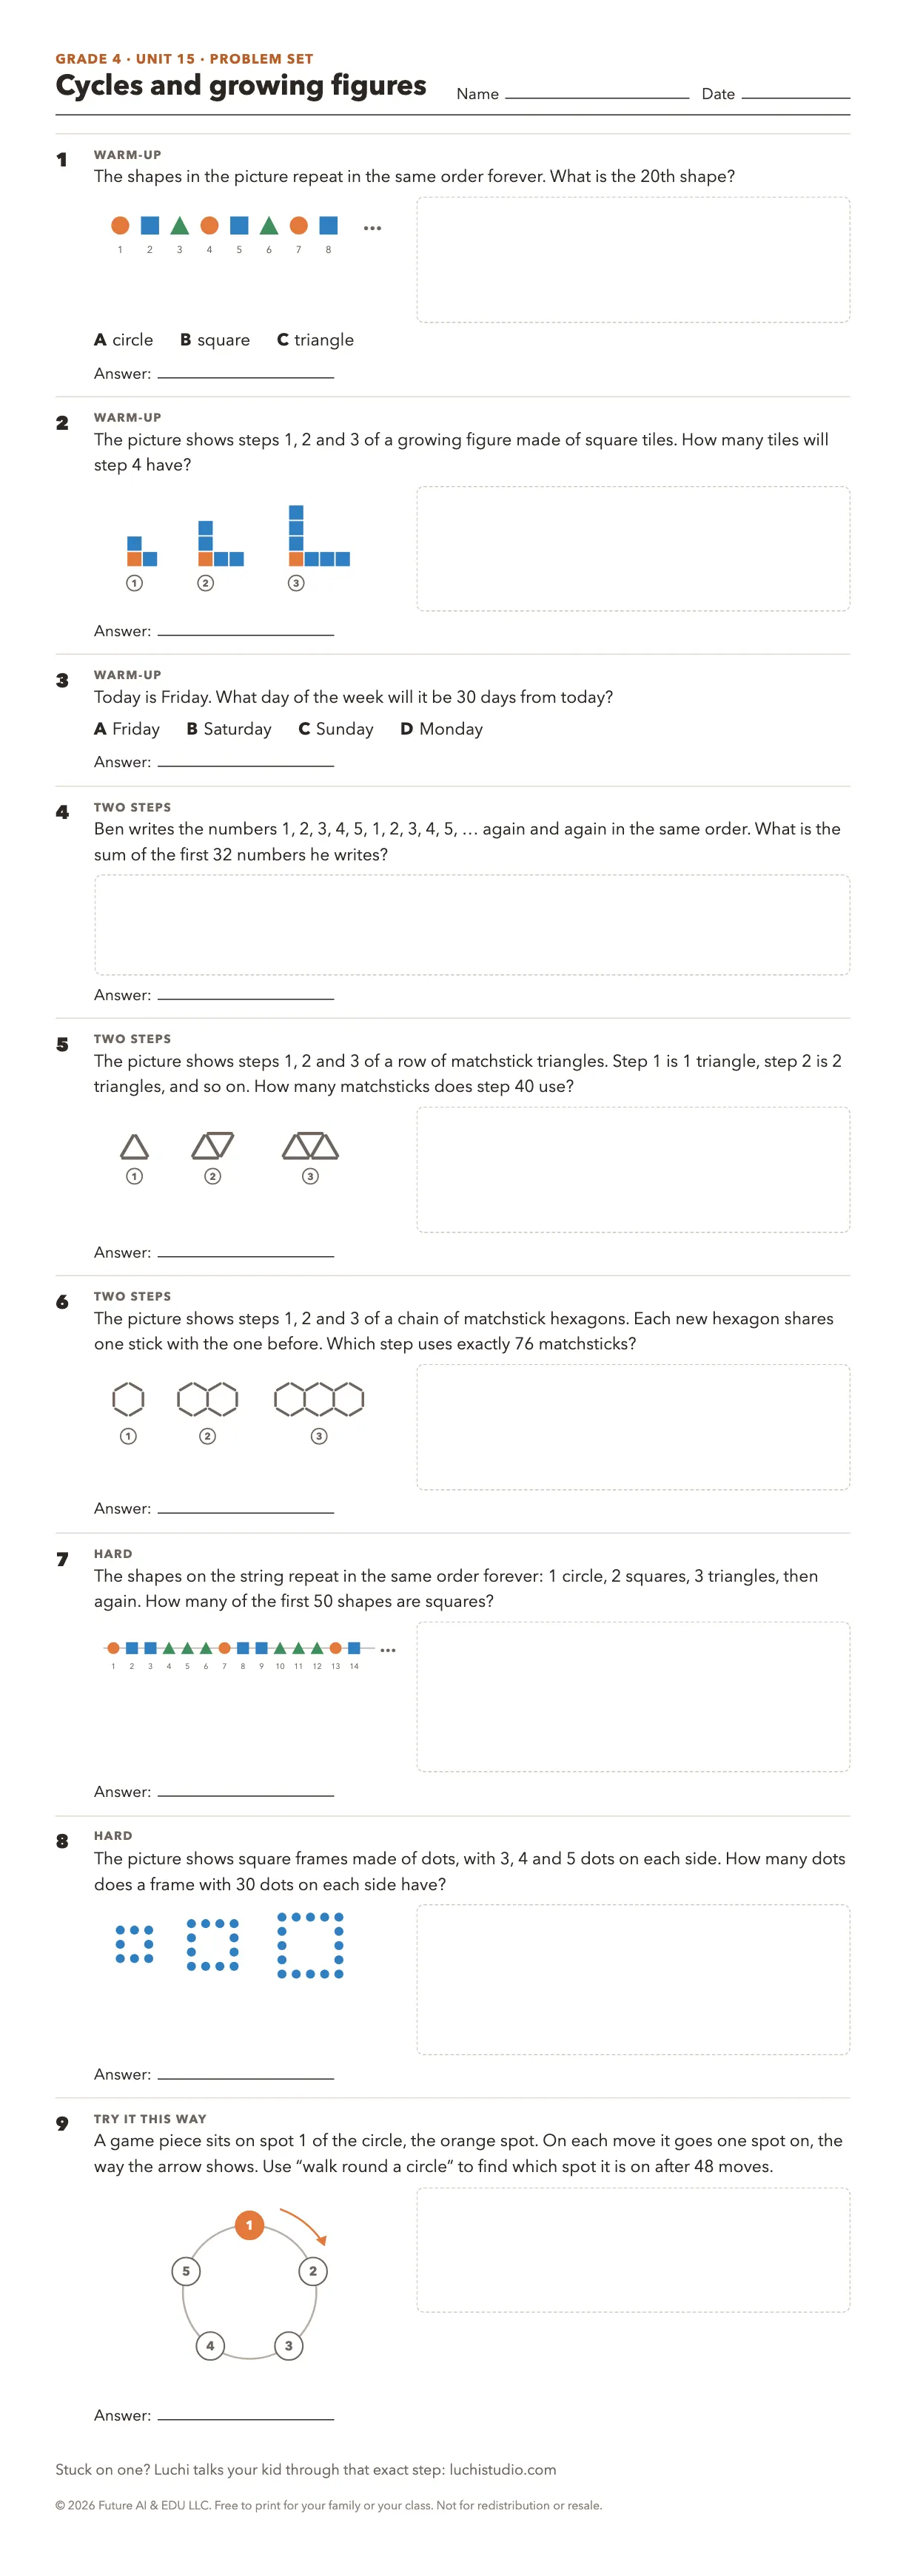 GRADE 4 · UNIT 15 · PROBLEM SET
Cycles and growing figures
Name
Date
1
WARM-UP
The shapes in the picture repeat in the same order forever. What is the 20th shape?
1 2 3 4 5 6 7 8
...
A circle B square C triangle
Answer:
2
WARM-UP
The picture shows steps 1, 2 and 3 of a growing figure made of square tiles. How many tiles will
step 4 have?
1 2 3
Answer:
3
WARM-UP
Today is Friday. What day of the week will it be 30 days from today?
A Friday B Saturday C Sunday D Monday
Answer:
4
TWO STEPS
Ben writes the numbers 1, 2, 3, 4, 5, 1, 2, 3, 4, 5, … again and again in the same order. What is the
sum of the first 32 numbers he writes?
Answer:
5
TWO STEPS
The picture shows steps 1, 2 and 3 of a row of matchstick triangles. Step 1 is 1 triangle, step 2 is 2
triangles, and so on. How many matchsticks does step 40 use?
1 2 3
Answer:
6
TWO STEPS
The picture shows steps 1, 2 and 3 of a chain of matchstick hexagons. Each new hexagon shares
one stick with the one before. Which step uses exactly 76 matchsticks?
1 2 3
Answer:
7
HARD
The shapes on the string repeat in the same order forever: 1 circle, 2 squares, 3 triangles, then
again. How many of the first 50 shapes are squares?
...
1 2 3 4 5 6 7 8 9 10 11 12 13 14
Answer:
8
HARD
The picture shows square frames made of dots, with 3, 4 and 5 dots on each side. How many dots
does a frame with 30 dots on each side have?
Answer:
9
TRY IT THIS WAY
A game piece sits on spot 1 of the circle, the orange spot. On each move it goes one spot on, the
way the arrow shows. Use “walk round a circle” to find which spot it is on after 48 moves.
1
5 2
4 3
Answer:
Stuck on one? Luchi talks your kid through that exact step: luchistudio.com
© 2026 Future AI & EDU LLC. Free to print for your family or your class. Not for redistribution or resale.